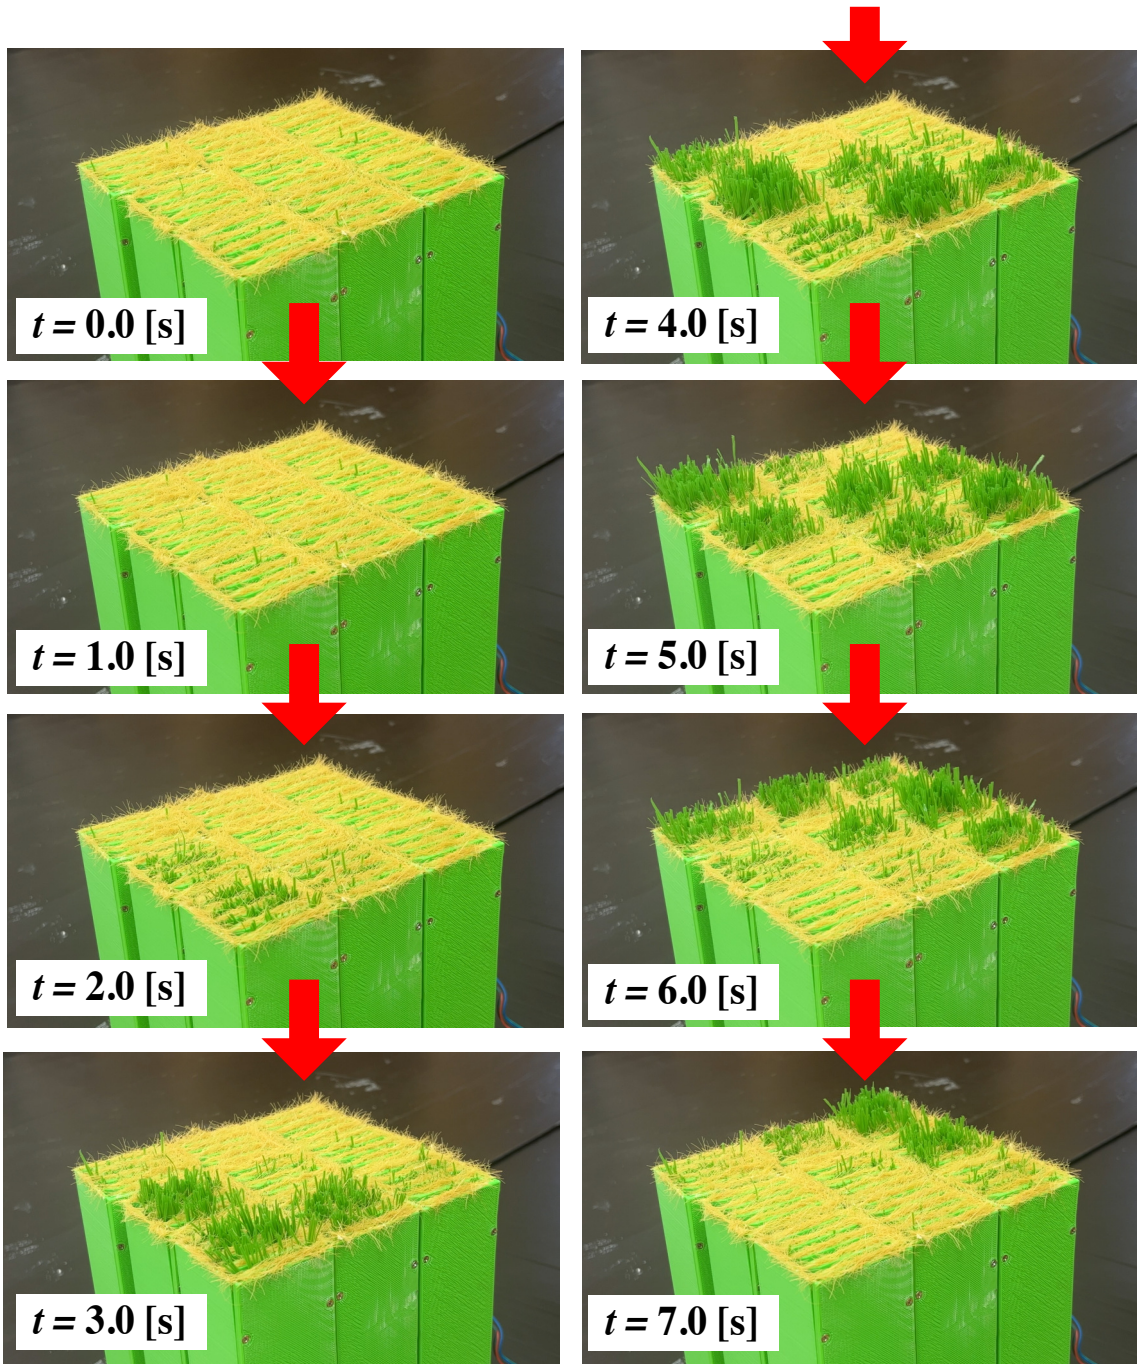 t = 0.0 [s]
t = 1.0 [s]
t = 2.0 [s]
t = 3.0 [s]
t = 4.0 [s]
t = 5.0 [s]
t = 6.0 [s]
t = 7.0 [s]